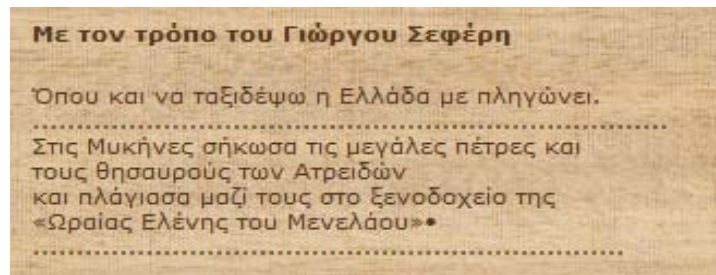 Με τον τρόπο του Γιώργου Σεφέρη
Όπου και να ταξιδέψω η Ελλάδα με πληγώνει.
................................................................................
Στις Μυκήνες σήκωσα τις μεγάλες πέτρες και
τους θησαυρούς των Ατρειδών
και πλάγιασα μαζί τους στο ξενοδοχείο της
«Ωραίας Ελένης του Μενελάου»•
...........................................................................